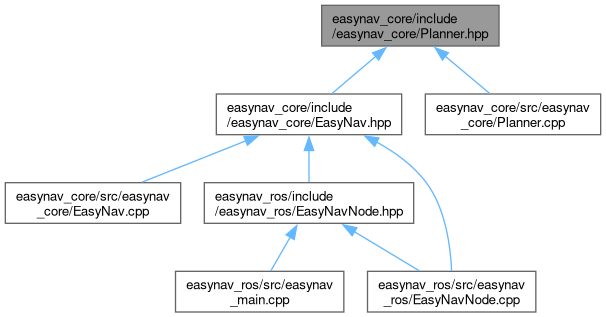 easynav_core/include
/easynav_core/Planner.hpp
easynav_core/include
/easynav_core/EasyNav.hpp
easynav_core/src/easynav
_core/Planner.cpp
easynav_core/src/easynav
_core/EasyNav.cpp
easynav_ros/include
/easynav_ros/EasyNavNode.hpp
easynav_ros/src/easynav
_main.cpp
easynav_ros/src/easynav
_ros/EasyNavNode.cpp